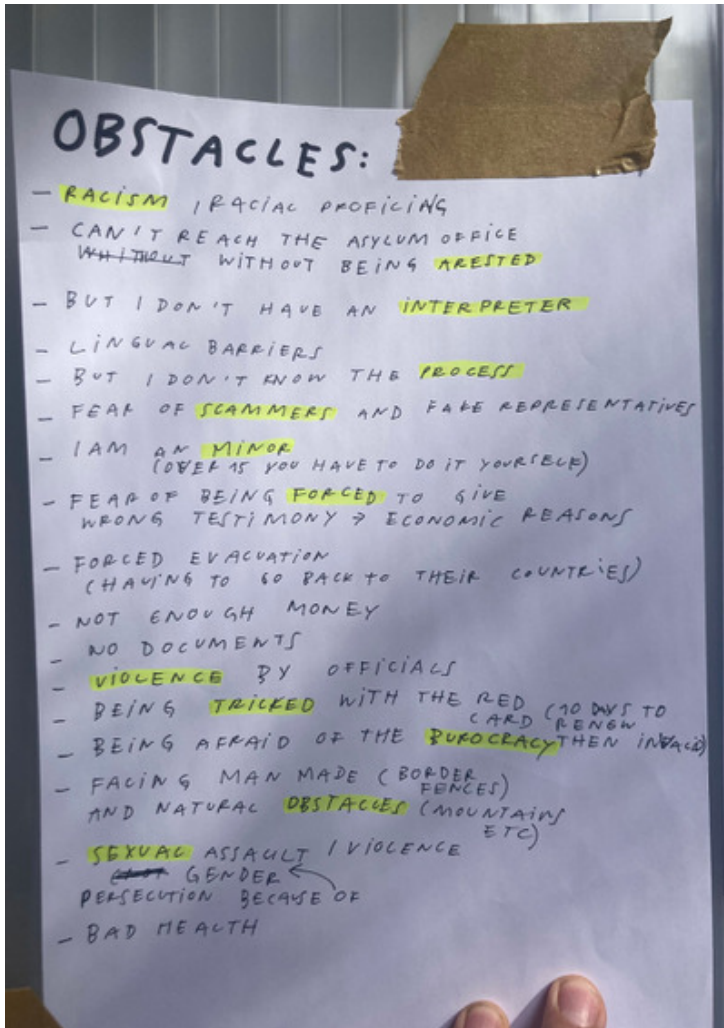 OBSTACLES:
- RACISM / RACIAL PROFICING
- CAN'T REACH THE ASYLUM OFFICE
WHITHOUT WITHOUT BEING ARESTED
- BUT I DON'T HAVE AN INTERPRETER
- LINGUAL BARRIERS
- BUT I DON'T KNOW THE PROCESS
- FEAR OF SCAMMERS AND FAKE REPRESENTATIVES
- I AM AN MINOR
(OVER 15 YOU HAVE TO DO IT YOURSELF)
- FEAR OF BEING FORCED TO GIVE
WRONG TESTIMONY → ECONOMIC REASONS
- FORCED EVACUATION
(HAVING TO GO BACK TO THEIR COUNTRIES)
- NOT ENOUGH MONEY
- NO DOCUMENTS
- VIOLENCE BY OFFICIALS
- BEING TRICKED WITH THE RED
CARD (10 DAYS TO
RENEW
THEN INVALID)
- BEING AFRAID OF THE BUROCRACY
- FACING MAN MADE (BORDER
FENCES)
AND NATURAL OBSTACLES (MOUNTAINS
ETC)
- SEXUAL ASSAULT / VIOLENCE
GENDER
PERSECUTION BECAUSE OF
- BAD HEALTH